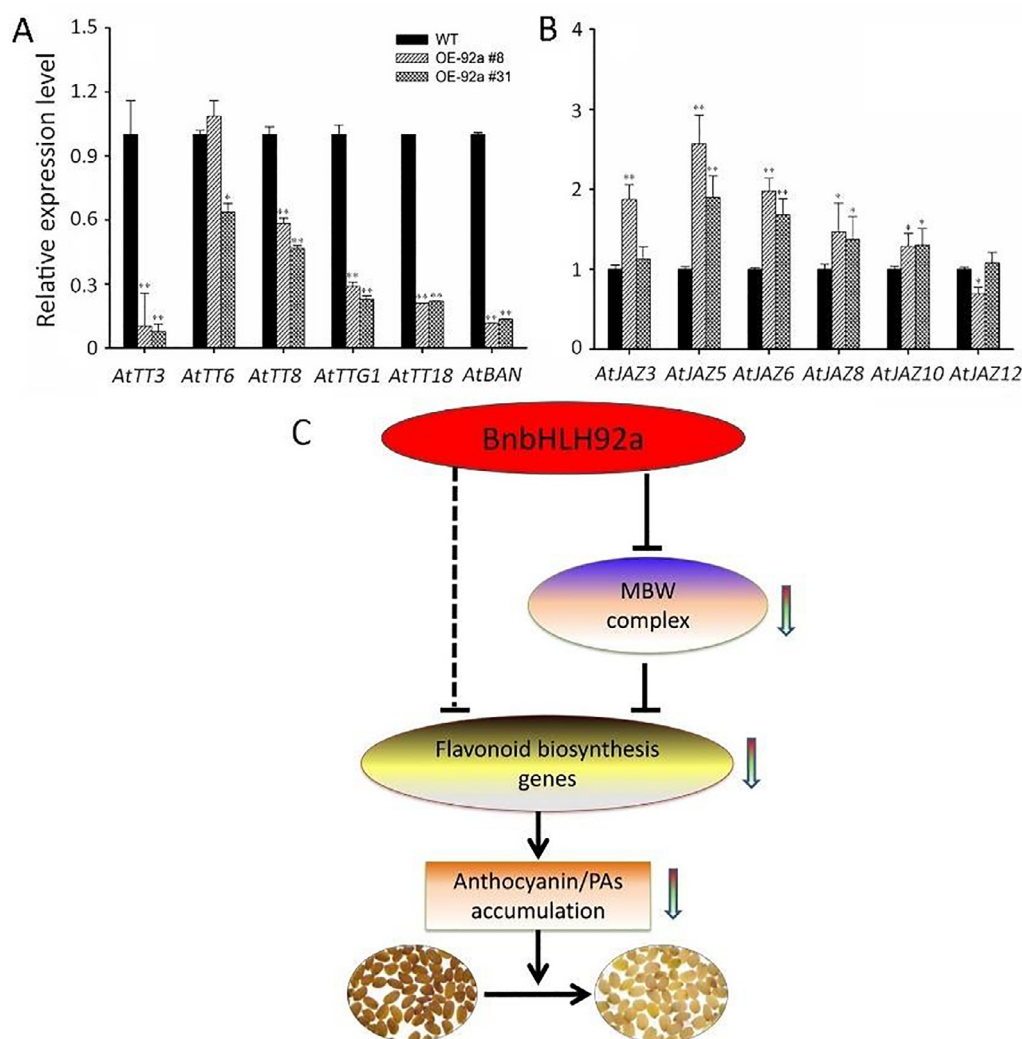 A
1.5
1.2
0.9
0.6
0.3
0
Relative expression level
WT
OE-92a #8
OE-92a #31
** **
*
** **
** **
** **
** **
AtTT3 AtTT6 AtTT8 AtTTG1 AtTT18 AtBAN
B
4
3
2
1
0
**
** **
** **
* *
* *
*
AtJAZ3 AtJAZ5 AtJAZ6 AtJAZ8 AtJAZ10 AtJAZ12
C
BnbHLH92a
MBW
complex
Flavonoid biosynthesis
genes
Anthocyanin/PAs
accumulation